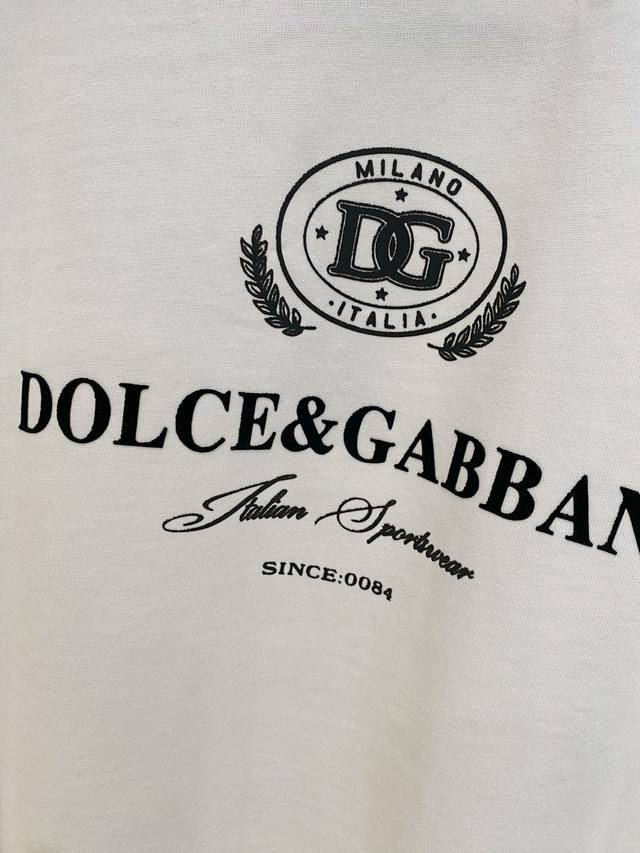 MILANO
DG
·ITALIA·
DOLCE&GABBAN
Italian Sportswear
SINCE:0084